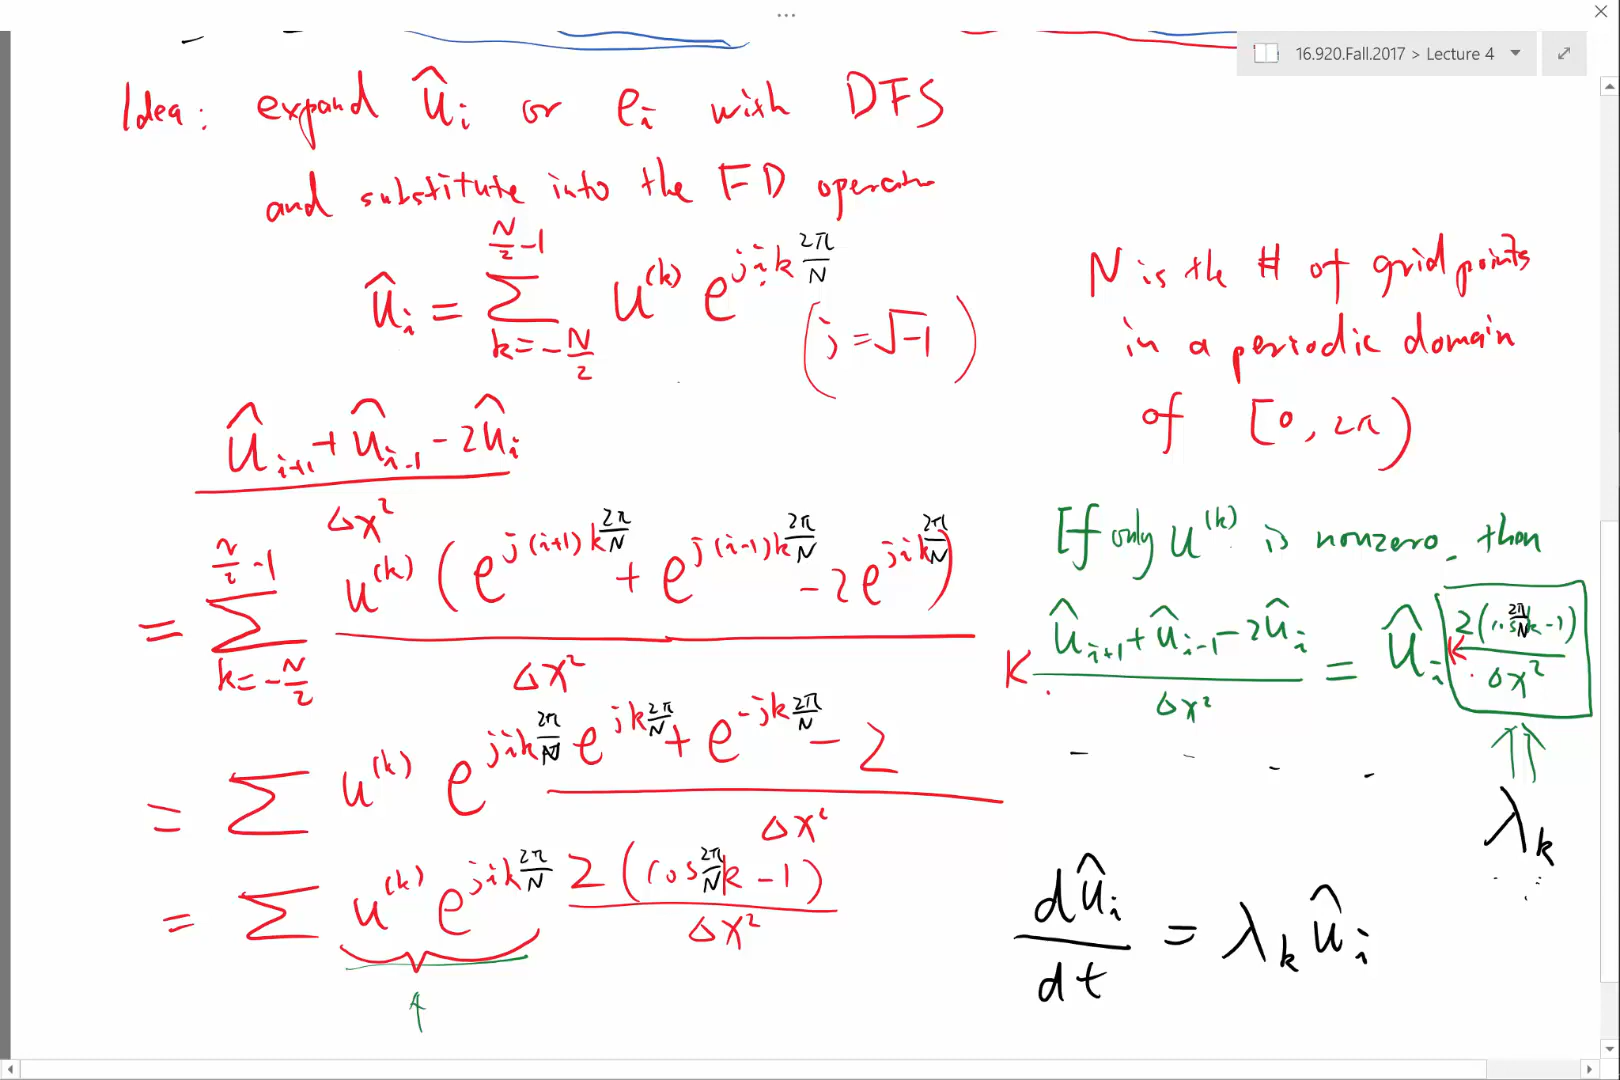 16.920.Fall.2017 > Lecture 4
Idea: expand û_i or e_i with DFS
and substitute into the FD operator
û_i = Σ_{k=-N/2}^{N/2-1} u^(k) e^{jik 2π/N}
(j = √-1)
N is the # of grid points
in a periodic domain
of [0, 2π)
(û_{i+1} + û_{i-1} - 2û_i) / Δx²
= Σ_{k=-N/2}^{N/2-1} u^(k) (e^{j(i+1)k 2π/N} + e^{j(i-1)k 2π/N} - 2e^{jik 2π/N}) / Δx²
= Σ u^(k) e^{jik 2π/N} (e^{jk 2π/N} + e^{-jk 2π/N} - 2) / Δx²
= Σ u^(k) e^{jik 2π/N} 2(cos 2π/N k - 1) / Δx²
If only u^(k) is nonzero, then
K (û_{i+1} + û_{i-1} - 2û_i) / Δx² = û_i K 2(cos 2π/N k - 1) / Δx²
λ_k
dû_i / dt = λ_k û_i